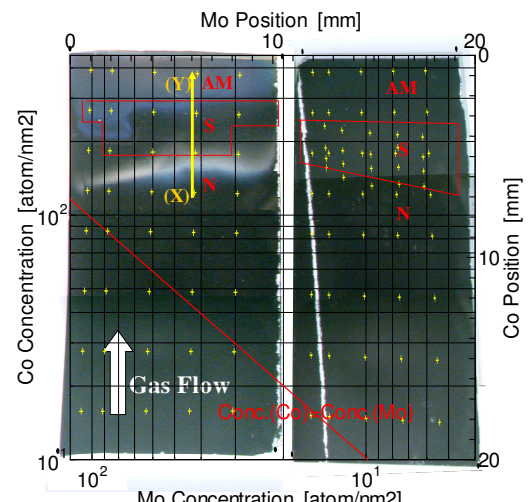 Mo Position [mm]
0 10 20
0
(Y) AM AM
S S
(X) N N
10²
Co Concentration [atom/nm2]
10
Co Position [mm]
Gas Flow
Conc.(Co)=Conc.(Mo)
10¹ 20
10² 10¹
Mo Concentration [atom/nm2]